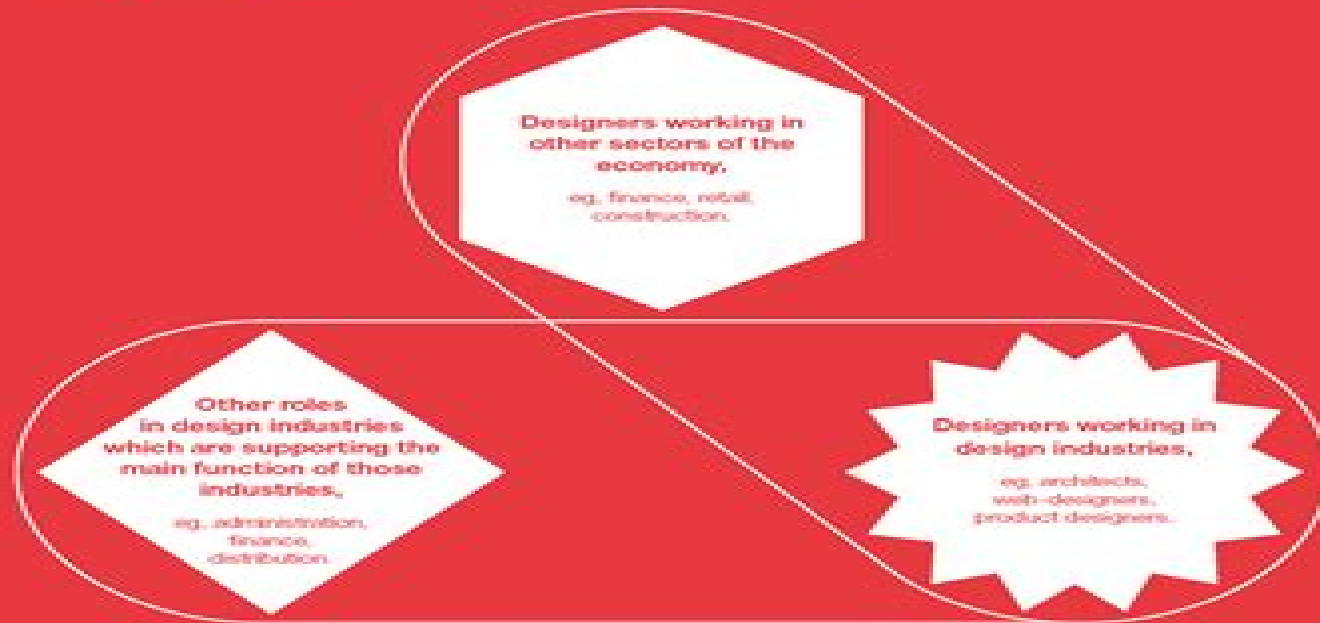 Designers working in
other sectors of the
economy,
eg, finance, retail,
construction.
Other roles
in design industries
which are supporting the
main function of those
industries,
eg, administration,
finance,
distribution.
Designers working in
design industries,
eg, architects,
web-designers,
product designers.